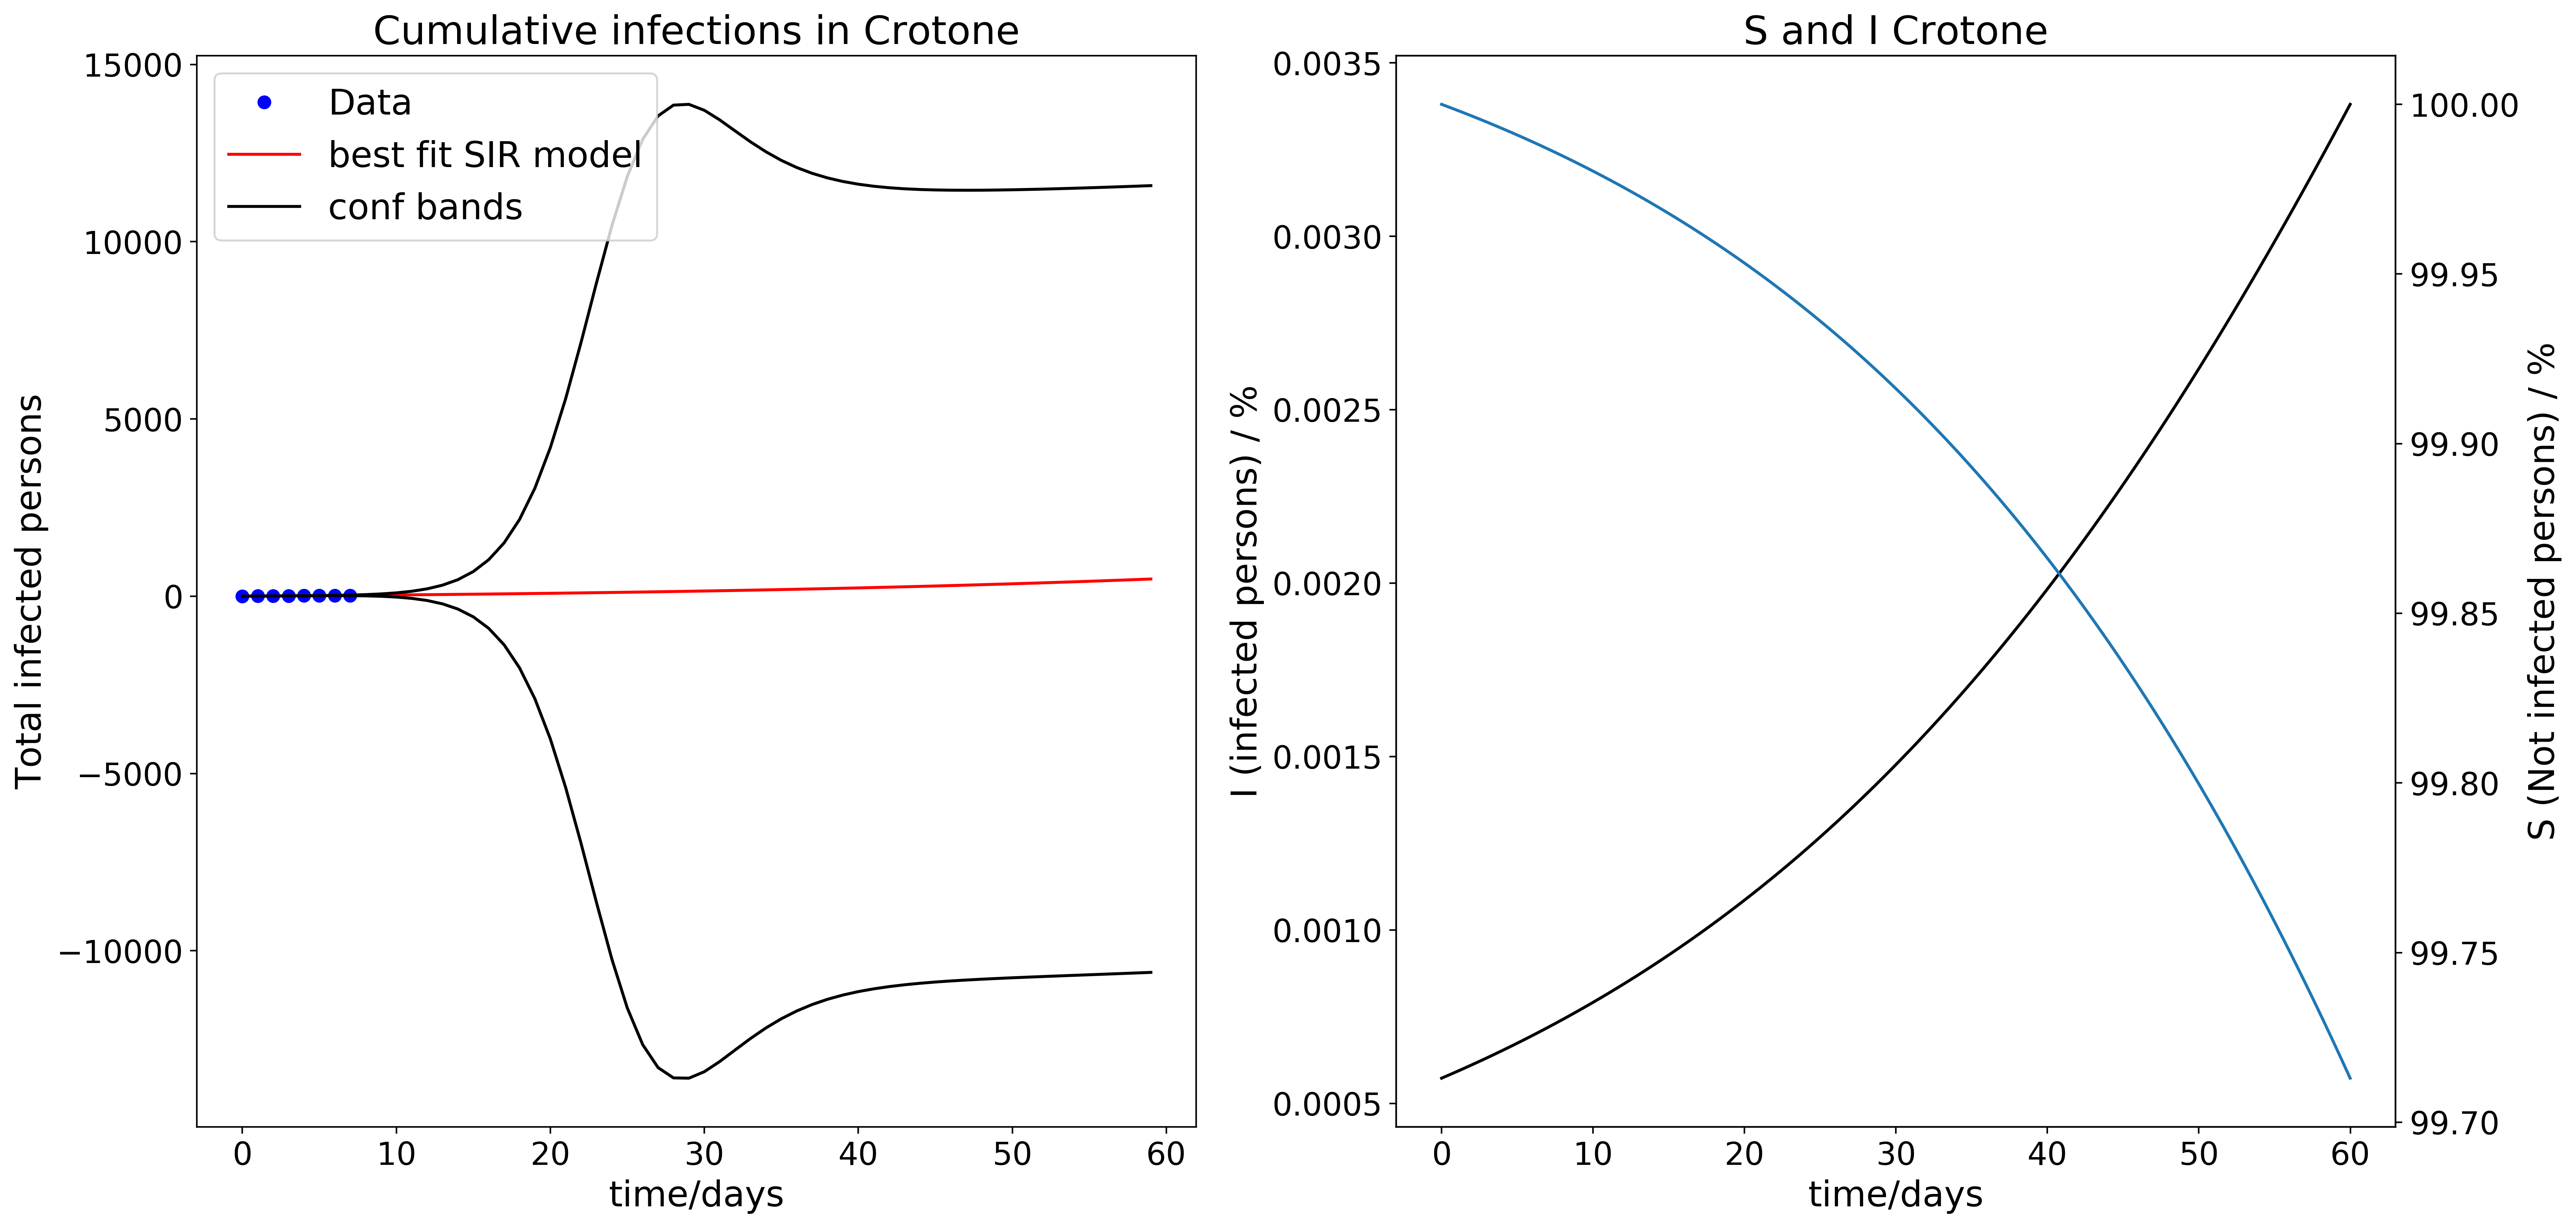 Cumulative infections in Crotone
Total infected persons
15000
10000
5000
0
−5000
−10000
Data
best fit SIR model
conf bands
0 10 20 30 40 50 60
time/days
S and I Crotone
I (infected persons) / %
0.0035
0.0030
0.0025
0.0020
0.0015
0.0010
0.0005
100.00
99.95
99.90
99.85
99.80
99.75
99.70
S (Not infected persons) / %
0 10 20 30 40 50 60
time/days